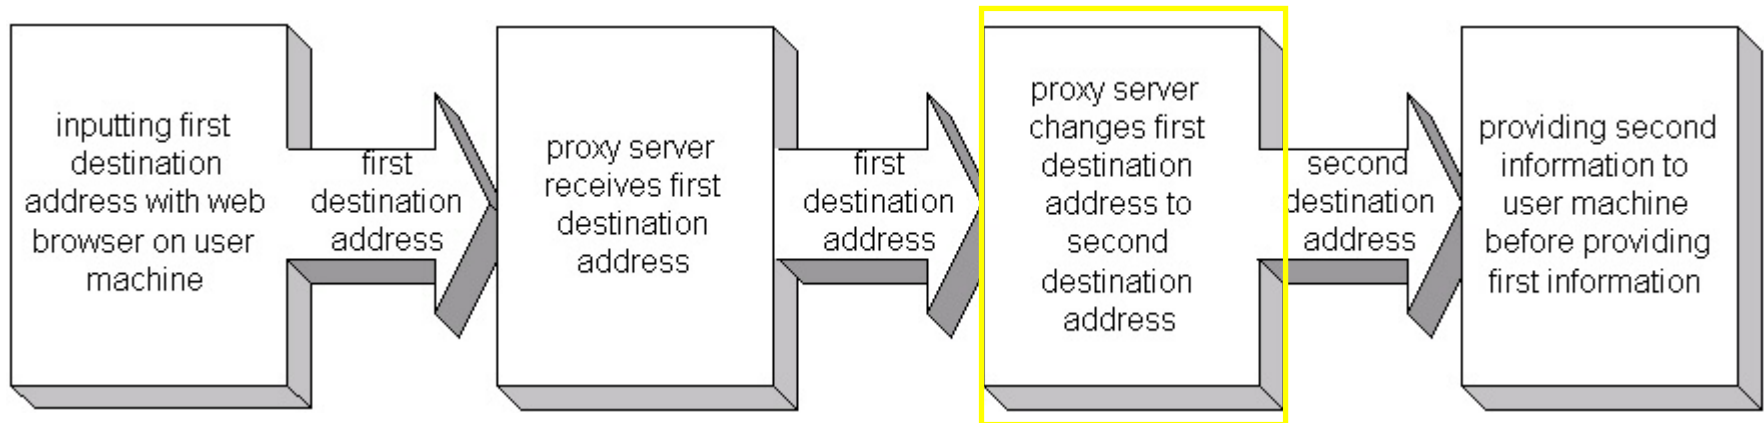 inputting first
destination
address with web
browser on user
machine
first
destination
address
proxy server
receives first
destination
address
first
destination
address
proxy server
changes first
destination
address to
second
destination
address
second
destination
address
providing second
information to
user machine
before providing
first information